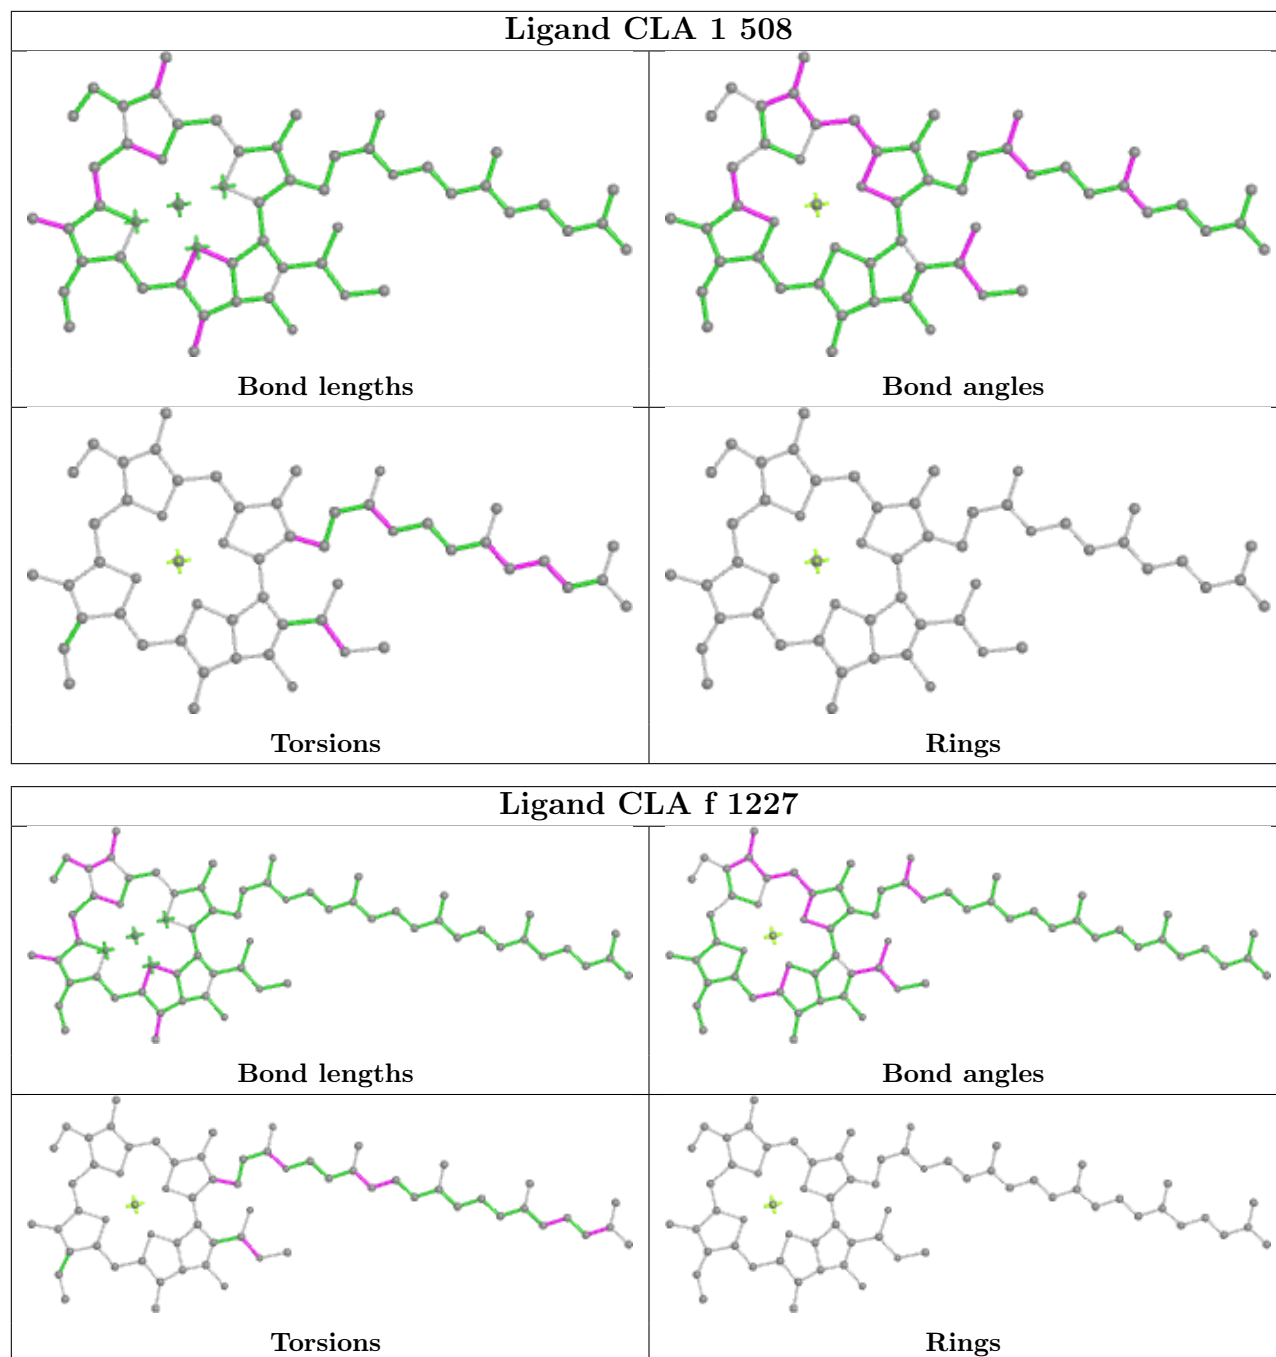 Ligand CLA 1 508
Bond lengths
Bond angles
Torsions
Rings
Ligand CLA f 1227
Bond lengths
Bond angles
Torsions
Rings